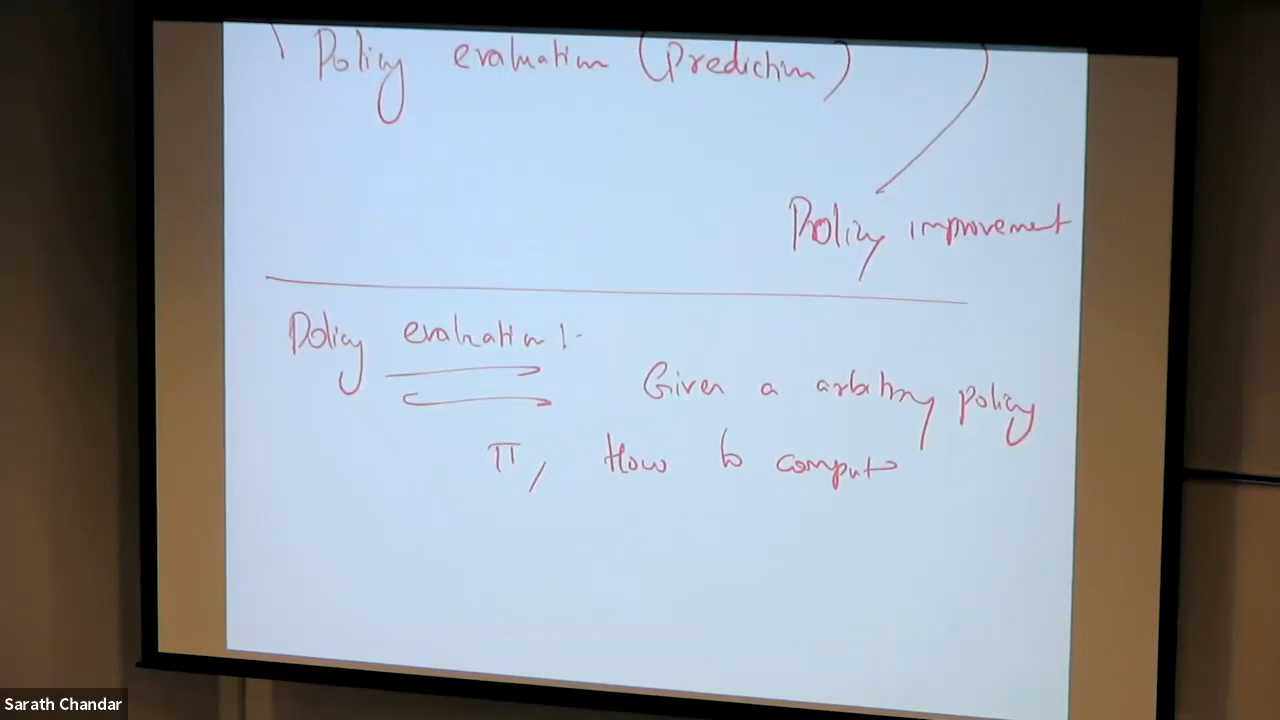 Policy evaluation (Prediction)
Policy improvement
Policy evaluation :-
Given a arbitrary policy
π, How to compute
Sarath Chandar